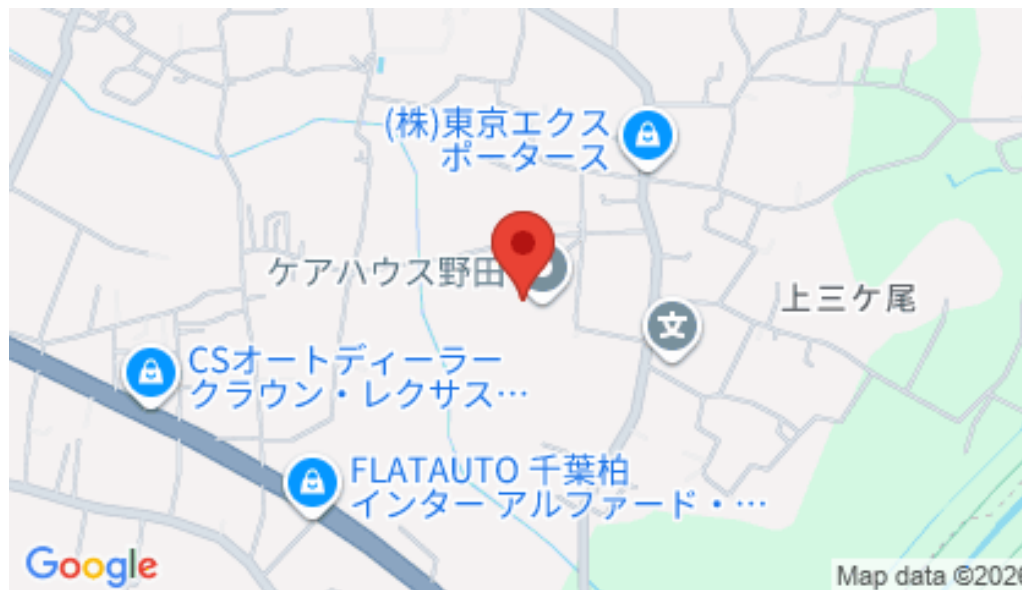 (株)東京エクス
ポータース
ケアハウス野田
上三ケ尾
文
CSオートディーラー
クラウン・レクサス…
FLATAUTO 千葉柏
インター アルファード・…
Google
Map data ©2026